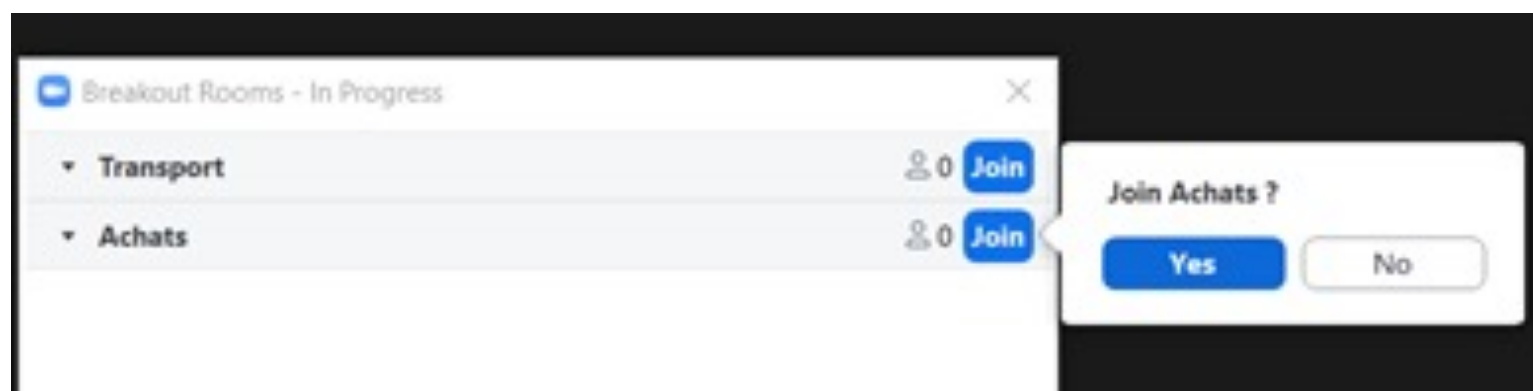 Breakout Rooms - In Progress
Transport 0 Join
Achats 0 Join
Join Achats ?
Yes No